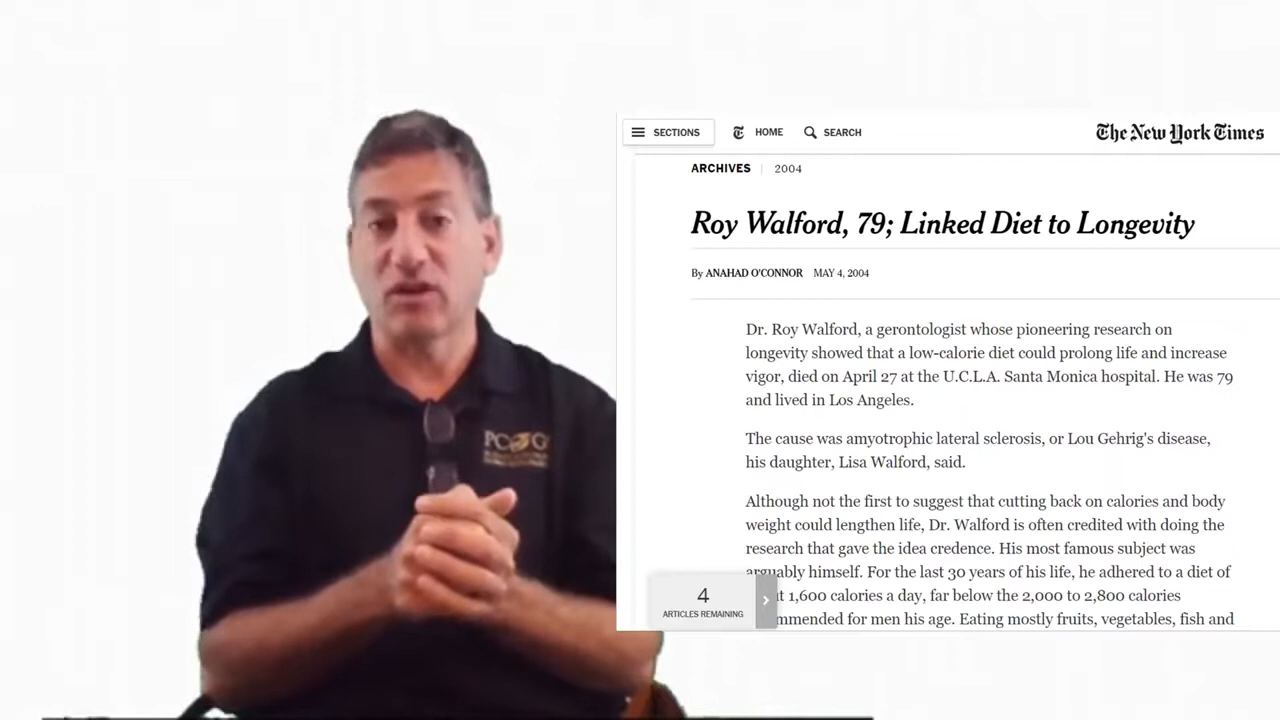 SECTIONS HOME SEARCH The New York Times
ARCHIVES | 2004
Roy Walford, 79; Linked Diet to Longevity
By ANAHAD O'CONNOR MAY 4, 2004
Dr. Roy Walford, a gerontologist whose pioneering research on
longevity showed that a low-calorie diet could prolong life and increase
vigor, died on April 27 at the U.C.L.A. Santa Monica hospital. He was 79
and lived in Los Angeles.
The cause was amyotrophic lateral sclerosis, or Lou Gehrig's disease,
his daughter, Lisa Walford, said.
Although not the first to suggest that cutting back on calories and body
weight could lengthen life, Dr. Walford is often credited with doing the
research that gave the idea credence. His most famous subject was
arguably himself. For the last 30 years of his life, he adhered to a diet of
1,600 calories a day, far below the 2,000 to 2,800 calories
men his age. Eating mostly fruits, vegetables, fish and
4
ARTICLES REMAINING
PC G